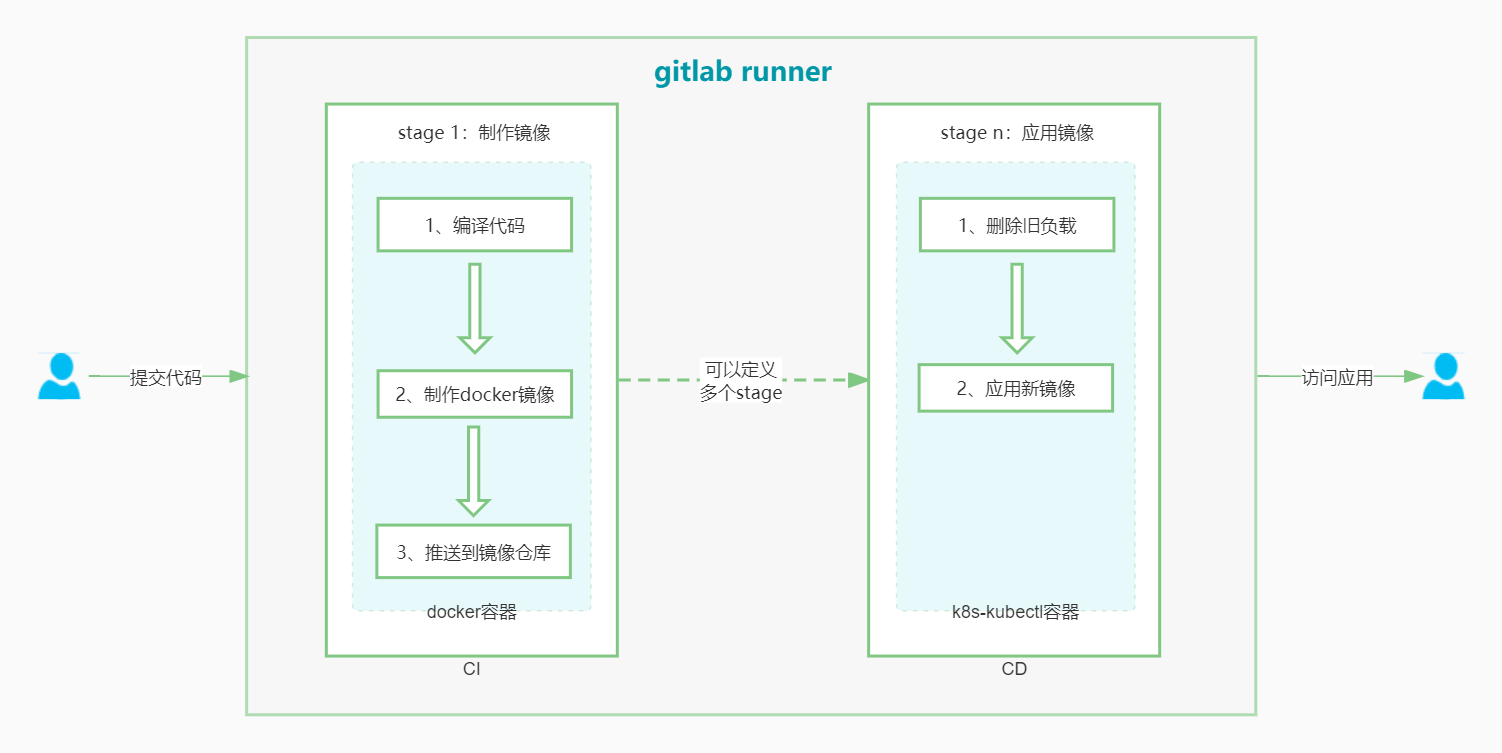 gitlab runner
stage 1：制作镜像
1、编译代码
2、制作docker镜像
3、推送到镜像仓库
docker容器
CI
提交代码
可以定义
多个stage
stage n：应用镜像
1、删除旧负载
2、应用新镜像
k8s-kubectl容器
CD
访问应用